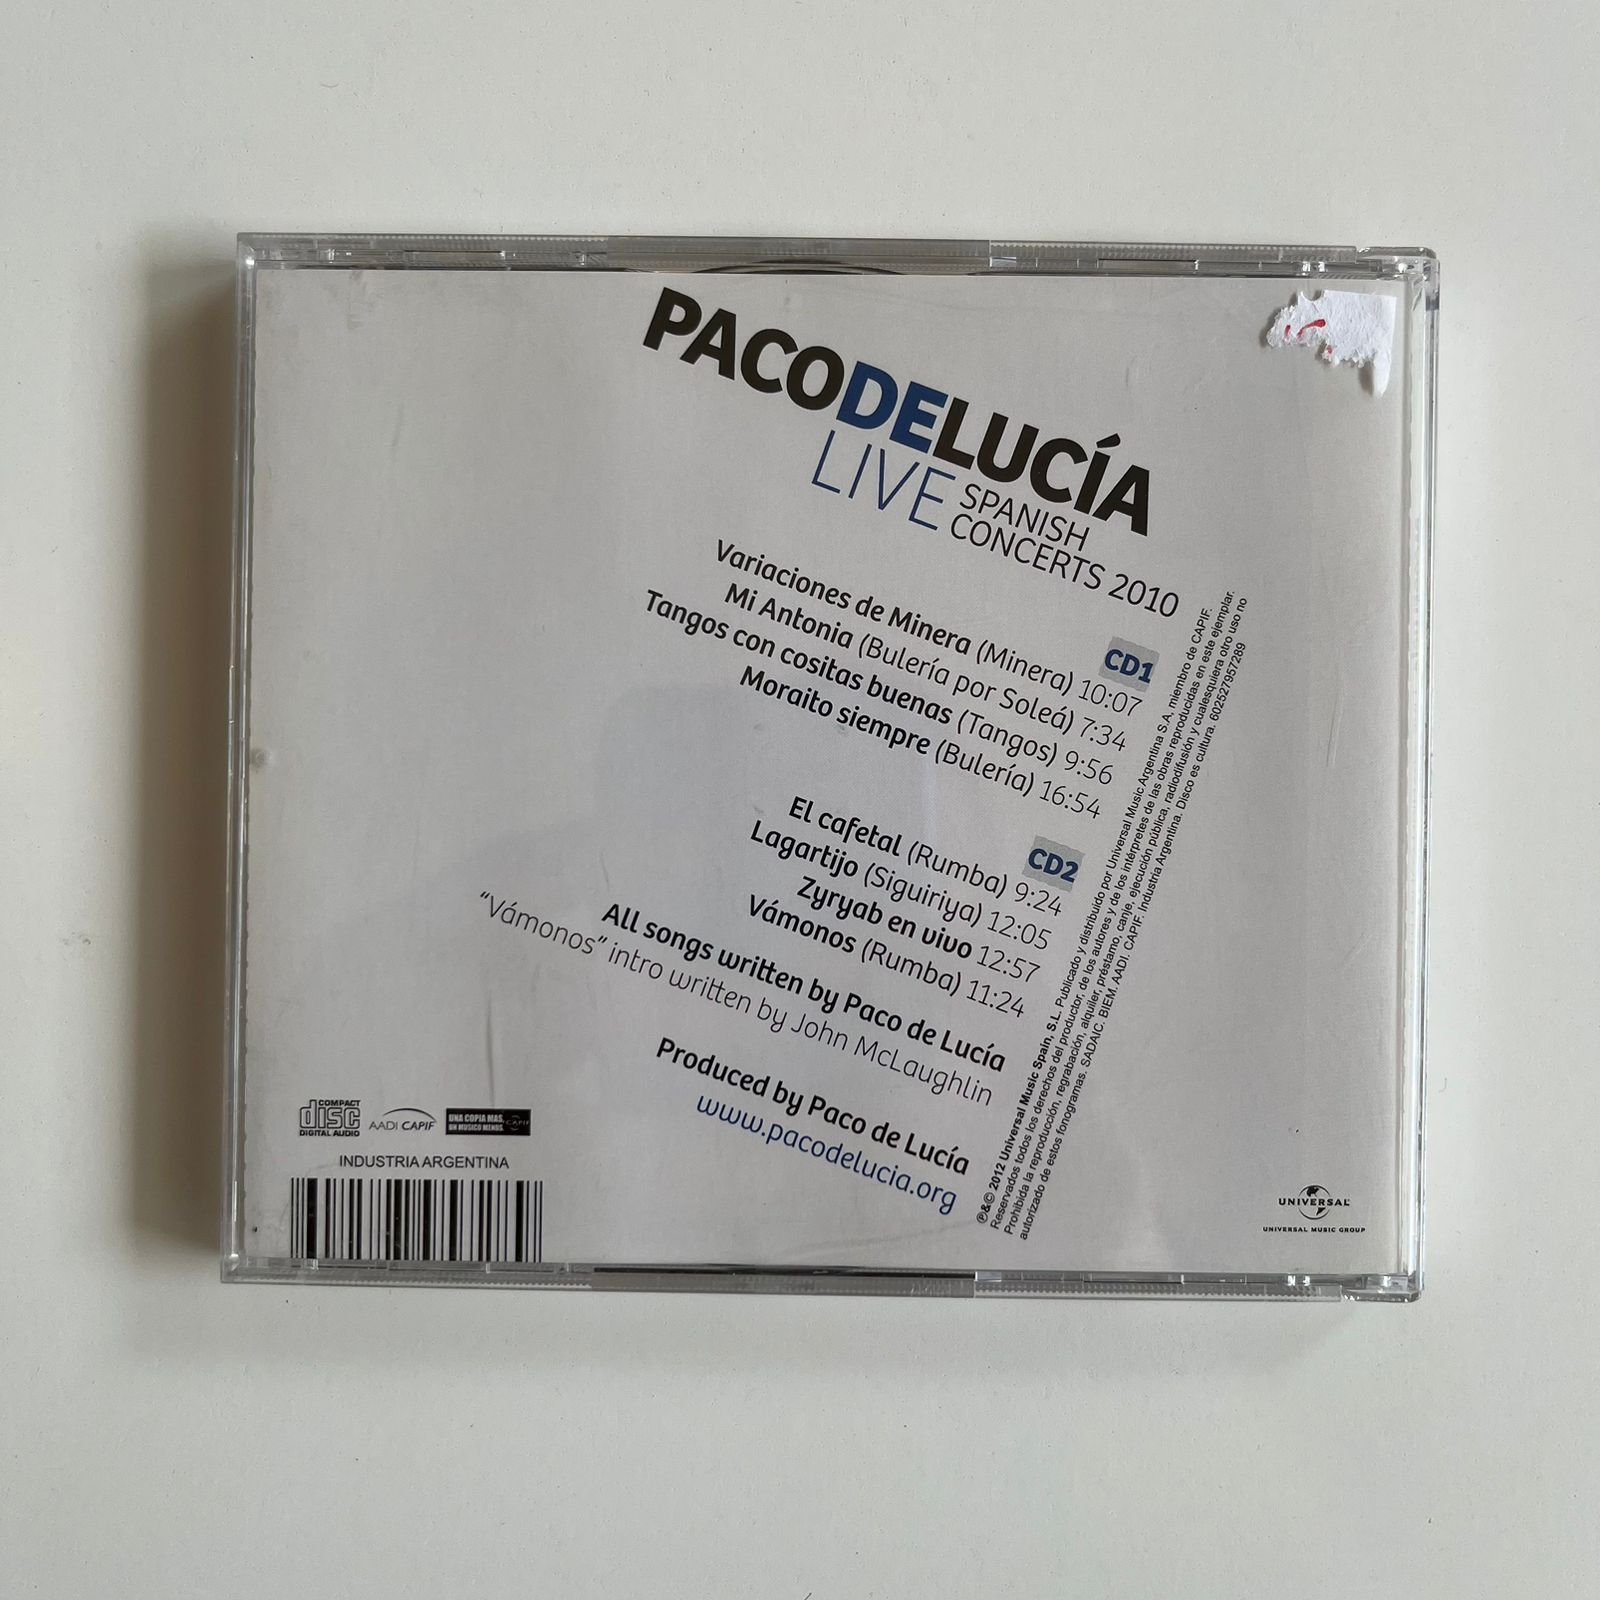 PACODELUCÍA
LIVE SPANISH
CONCERTS 2010
CD1
Variaciones de Minera (Minera) 10:07
Mi Antonia (Bulería por Soleá) 7:34
Tangos con cositas buenas (Tangos) 9:56
Moraito siempre (Bulería) 16:54
CD2
El cafetal (Rumba) 9:24
Lagartijo (Siguiriya) 12:05
Zyryab en vivo 12:57
Vámonos (Rumba) 11:24
All songs written by Paco de Lucía
“Vámonos” intro written by John McLaughlin
Produced by Paco de Lucía
www.pacodelucia.org
℗&© 2012 Universal Music Spain, S.L. Publicado y distribuido por Universal Music Argentina S.A, miembro de CAPIF.
Reservados todos los derechos del productor, de los autores y de los intérpretes de las obras reproducidas en este ejemplar.
Prohibida la reproducción, regrabación, alquiler, préstamo, canje, ejecución pública, radiodifusión y cualesquiera otro uso no
autorizado de estos fonogramas. SADAIC. BIEM. AADI. CAPIF. Industria Argentina. Disco es cultura. 602527957289
COMPACT
disc
DIGITAL AUDIO
AADI CAPIF
UNA COPIA MAS,
UN MUSICO MENOS.
CAPIF
INDUSTRIA ARGENTINA
UNIVERSAL
UNIVERSAL MUSIC GROUP